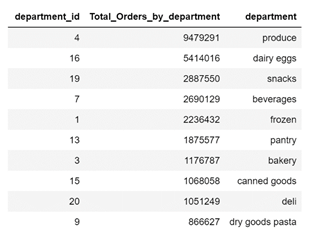 department_id Total_Orders_by_department department
4 9479291 produce
16 5414016 dairy eggs
19 2887550 snacks
7 2690129 beverages
1 2236432 frozen
13 1875577 pantry
3 1176787 bakery
15 1068058 canned goods
20 1051249 deli
9 866627 dry goods pasta